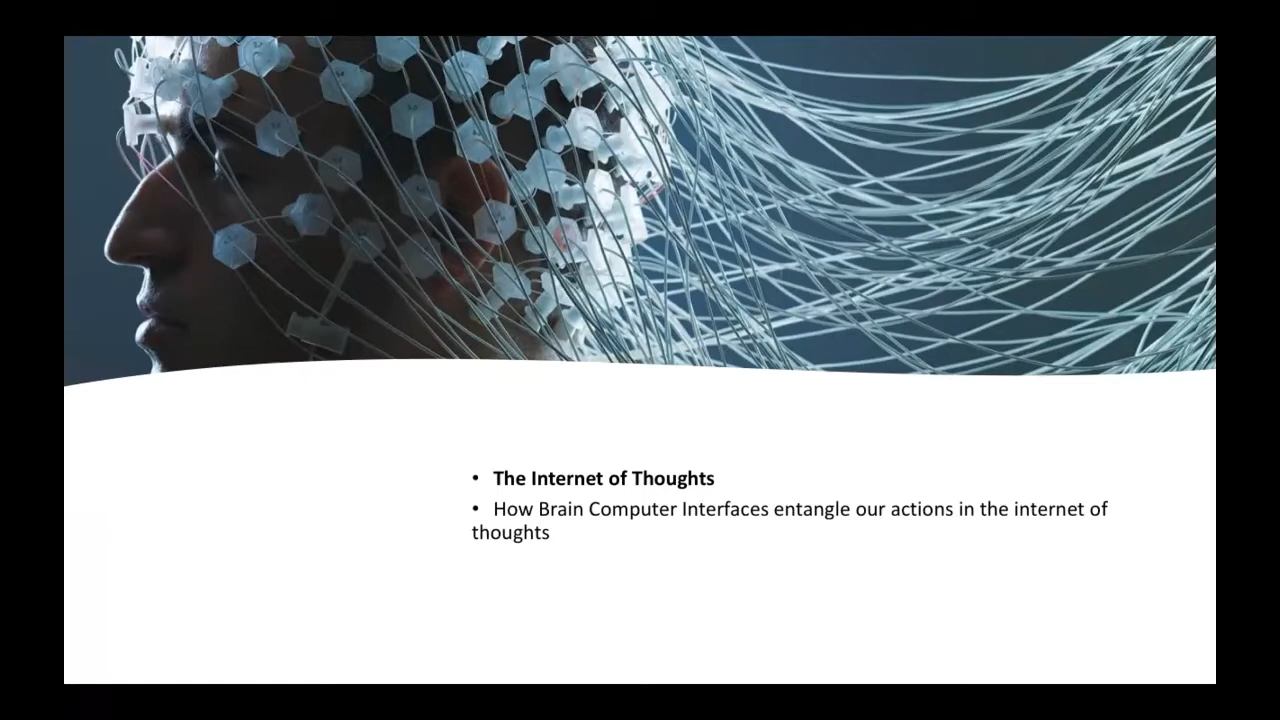 • The Internet of Thoughts
• How Brain Computer Interfaces entangle our actions in the internet of
thoughts